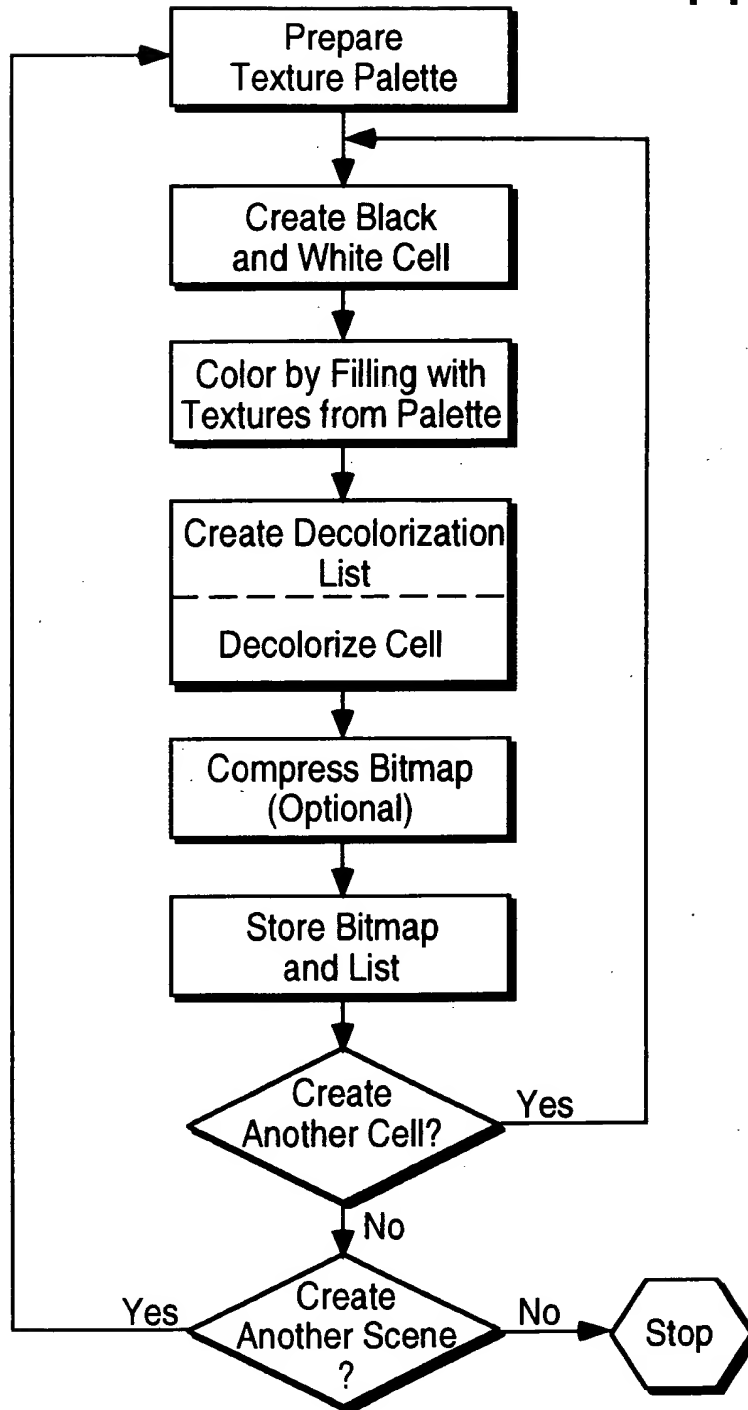 Prepare
Texture Palette
Create Black
and White Cell
Color by Filling with
Textures from Palette
Create Decolorization
List
Decolorize Cell
Compress Bitmap
(Optional)
Store Bitmap
and List
Create
Another Cell?
Yes
No
Create
Another Scene
?
Yes
No
Stop